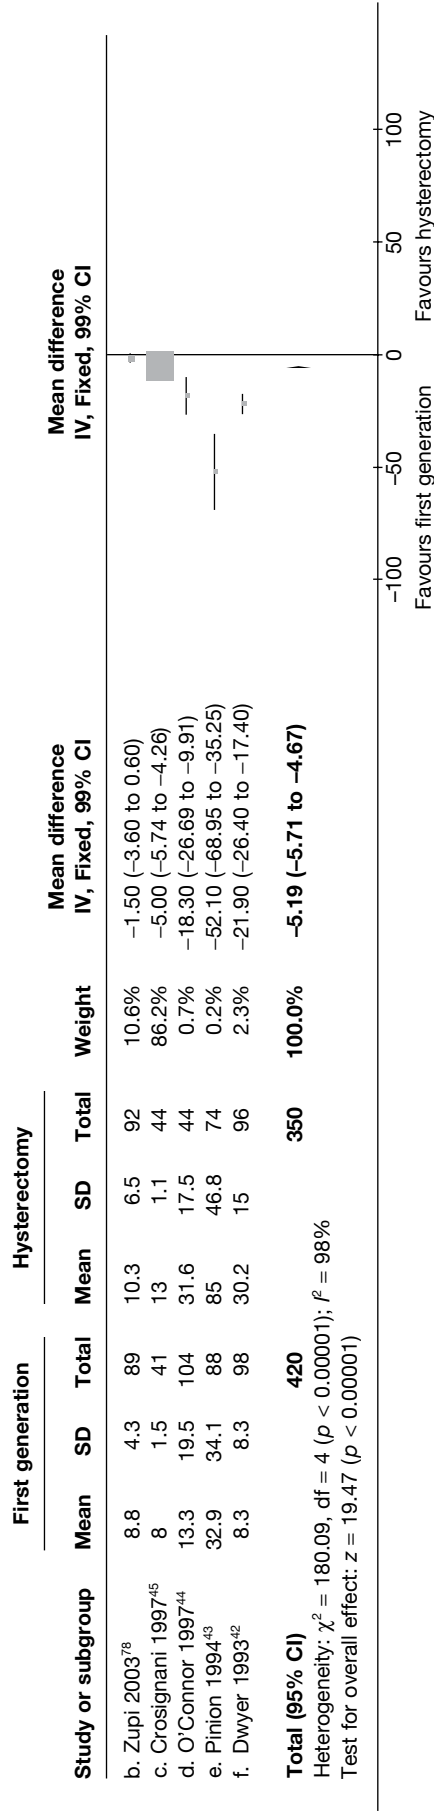 First generation Hysterectomy Mean difference Mean difference
Study or subgroup Mean SD Total Mean SD Total Weight IV, Fixed, 99% CI IV, Fixed, 99% CI
b. Zupi 2003⁷⁸ 8.8 4.3 89 10.3 6.5 92 10.6% −1.50 (−3.60 to 0.60)
c. Crosignani 1997⁴⁵ 8 1.5 41 13 1.1 44 86.2% −5.00 (−5.74 to −4.26)
d. O'Connor 1997⁴⁴ 13.3 19.5 104 31.6 17.5 44 0.7% −18.30 (−26.69 to −9.91)
e. Pinion 1994⁴³ 32.9 34.1 88 85 46.8 74 0.2% −52.10 (−68.95 to −35.25)
f. Dwyer 1993⁴² 8.3 8.3 98 30.2 15 96 2.3% −21.90 (−26.40 to −17.40)
Total (95% CI) 420 350 100.0% −5.19 (−5.71 to −4.67)
Heterogeneity: χ² = 180.09, df = 4 (p < 0.00001); I² = 98%
Test for overall effect: z = 19.47 (p < 0.00001)
−100 −50 0 50 100
Favours first generation Favours hysterectomy